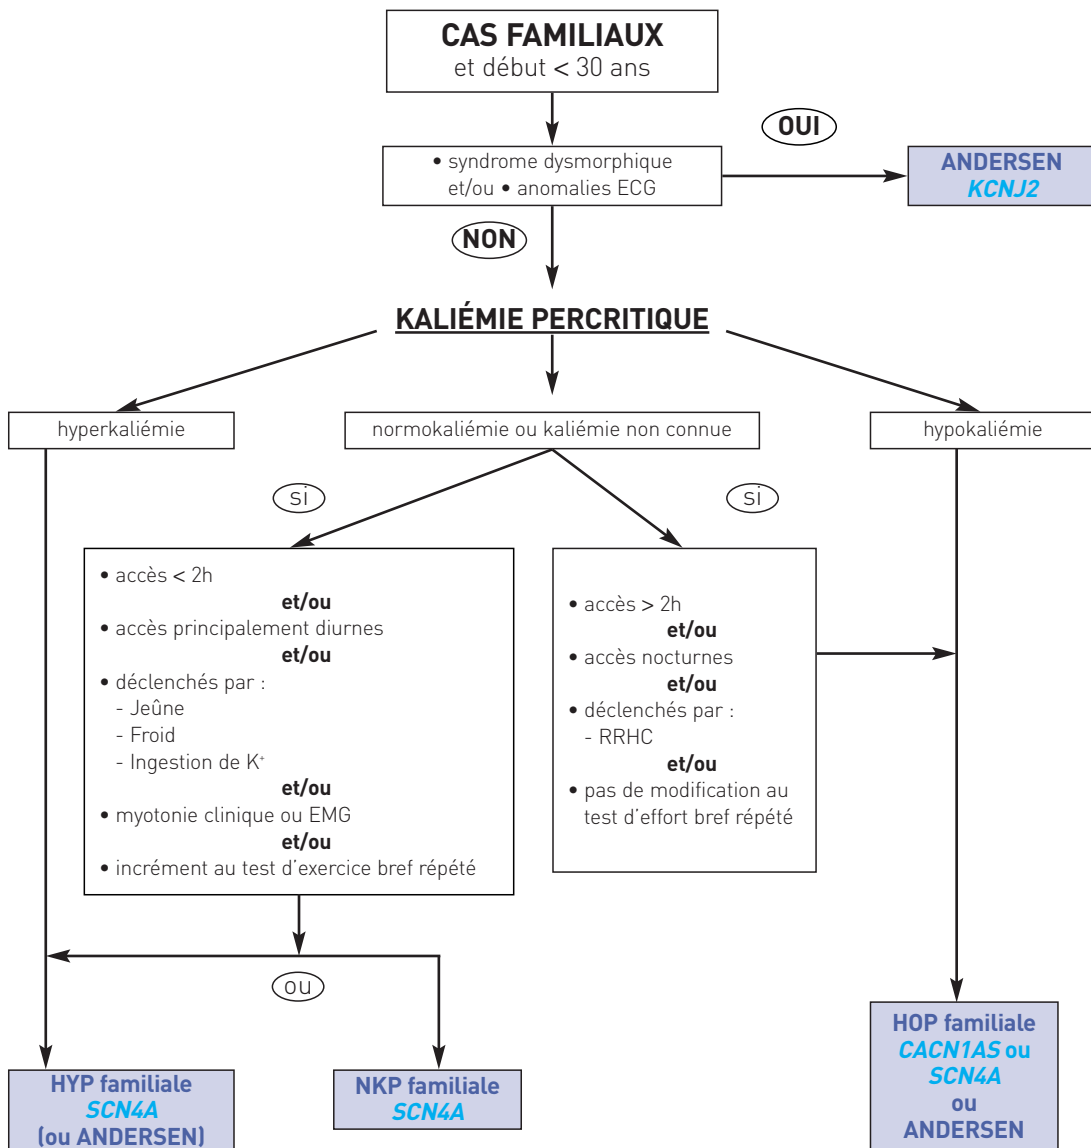 CAS FAMILIAUX
et début < 30 ans
OUI
• syndrome dysmorphique
et/ou • anomalies ECG
ANDERSEN
KCNJ2
NON
KALIÉMIE PERCRITIQUE
hyperkaliémie
normokaliémie ou kaliémie non connue
hypokaliémie
si
si
• accès < 2h
et/ou
• accès principalement diurnes
et/ou
• déclenchés par :
- Jeûne
- Froid
- Ingestion de K⁺
et/ou
• myotonie clinique ou EMG
et/ou
• incrément au test d'exercice bref répété
• accès > 2h
et/ou
• accès nocturnes
et/ou
• déclenchés par :
- RRHC
et/ou
• pas de modification au
test d'effort bref répété
ou
HYP familiale
SCN4A
(ou ANDERSEN)
NKP familiale
SCN4A
HOP familiale
CACN1AS ou
SCN4A
ou
ANDERSEN